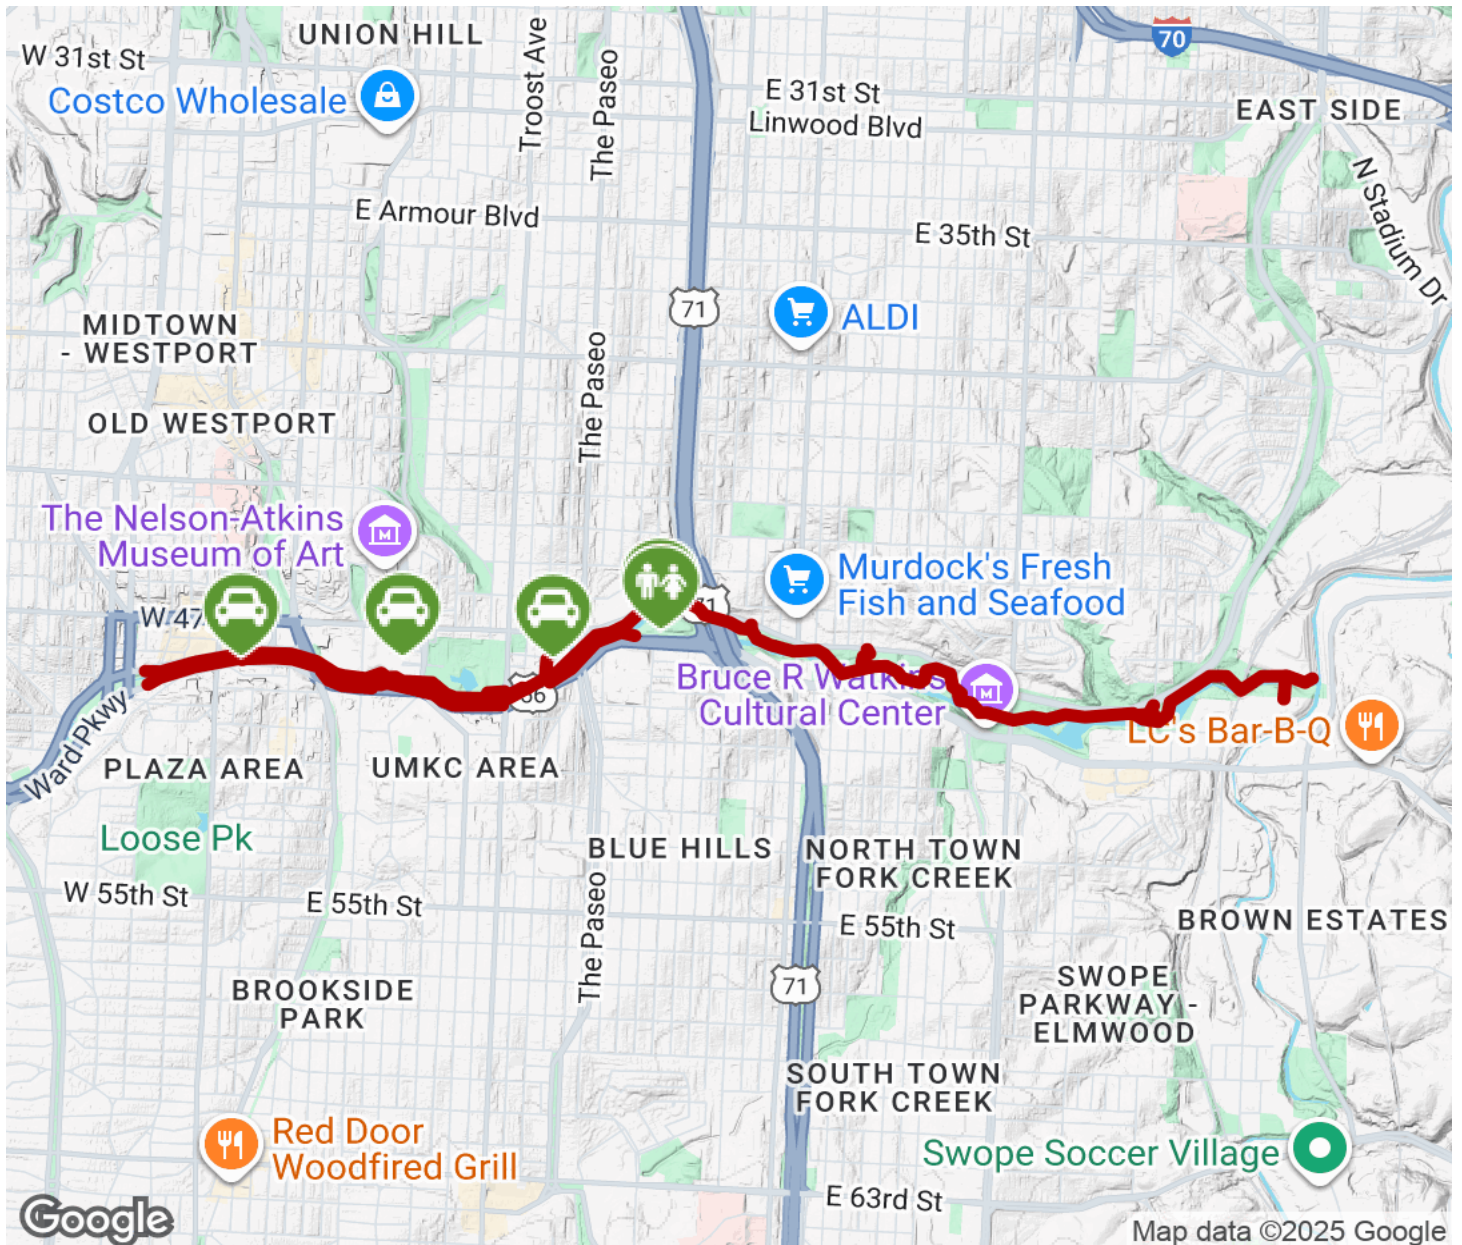 UNION HILL
W 31st St
Costco Wholesale
Troost Ave
The Paseo
E 31st St
Linwood Blvd
70
EAST SIDE
N Stadium Dr
E Armour Blvd
E 35th St
71
ALDI
MIDTOWN
- WESTPORT
The Paseo
OLD WESTPORT
The Nelson-Atkins
Museum of Art
Murdock's Fresh
Fish and Seafood
W 47
71
Bruce R Watkins
Cultural Center
Ward Pkwy
LC's Bar-B-Q
PLAZA AREA
UMKC AREA
Loose Pk
BLUE HILLS
NORTH TOWN
FORK CREEK
W 55th St
E 55th St
The Paseo
E 55th St
BROWN ESTATES
BROOKSIDE
PARK
71
SWOPE
PARKWAY -
ELMWOOD
SOUTH TOWN
FORK CREEK
Red Door
Woodfired Grill
Swope Soccer Village
E 63rd St
Google
Map data ©2025 Google